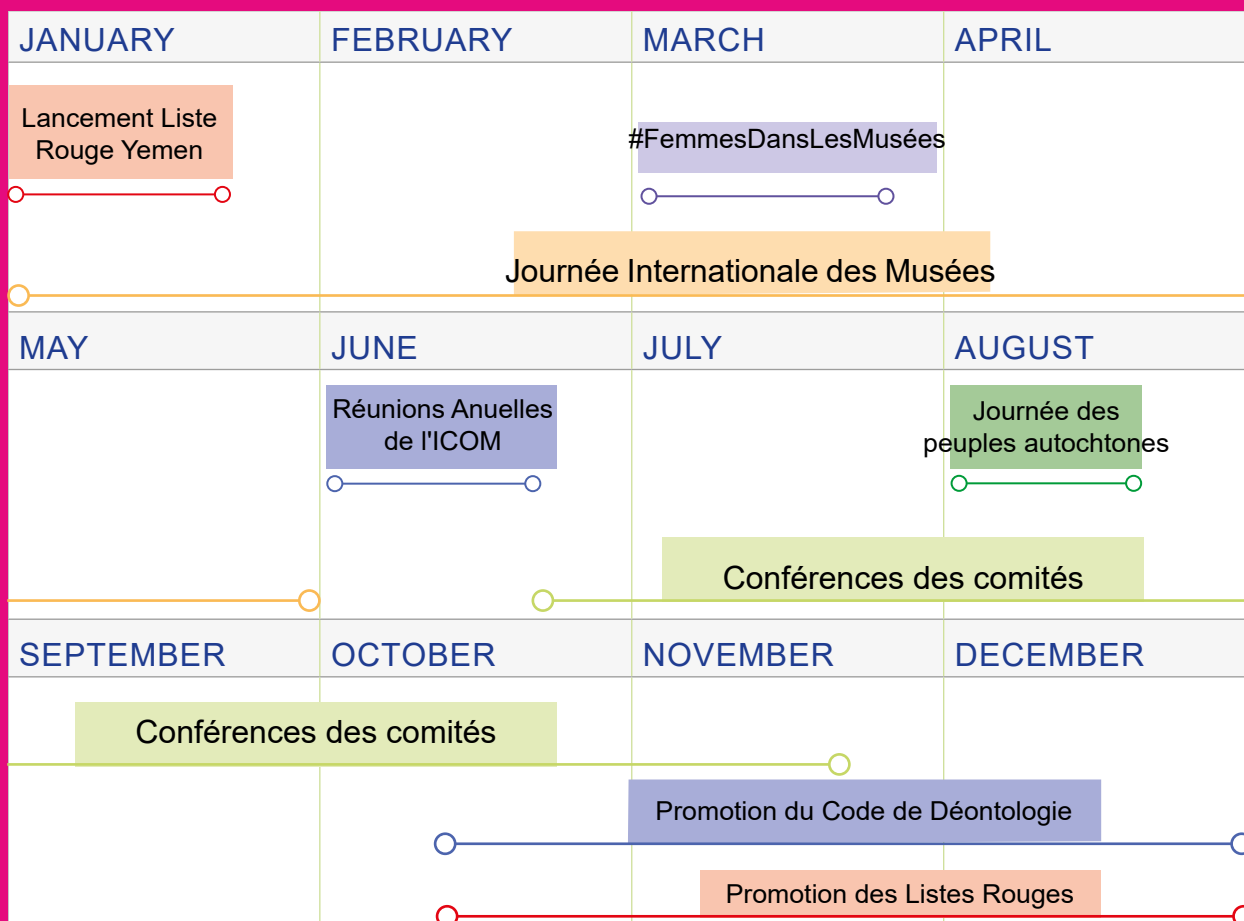 JANUARY
FEBRUARY
MARCH
APRIL
Lancement Liste
Rouge Yemen
#FemmesDansLesMusées
Journée Internationale des Musées
MAY
JUNE
JULY
AUGUST
Réunions Anuelles
de l'ICOM
Journée des
peuples autochtones
Conférences des comités
SEPTEMBER
OCTOBER
NOVEMBER
DECEMBER
Conférences des comités
Promotion du Code de Déontologie
Promotion des Listes Rouges